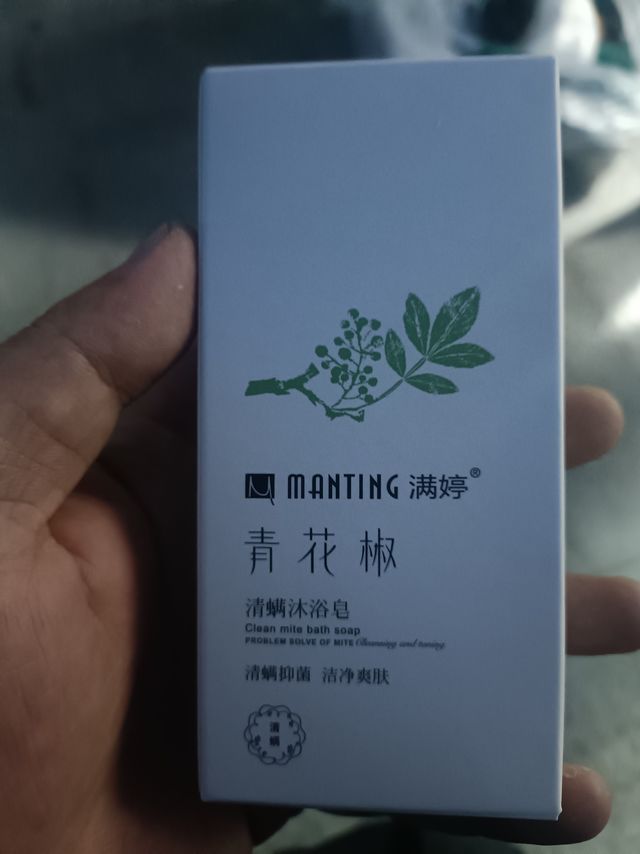 MANTING 满婷®
青花椒
清螨沐浴皂
Clean mite bath soap
PROBLEM SOLVE OF MITE Cleansing and toning
清螨抑菌 洁净爽肤
清螨